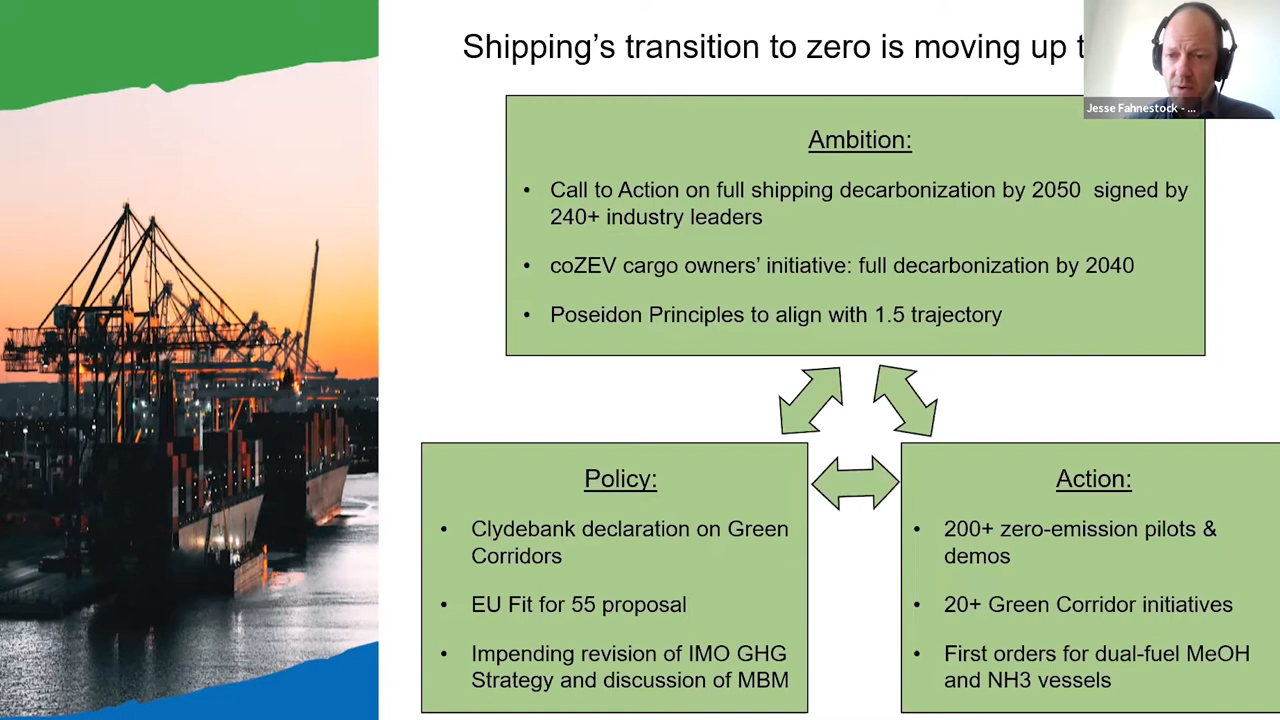 Shipping's transition to zero is moving up t
Jesse Fahnestock - ...
Ambition:
• Call to Action on full shipping decarbonization by 2050 signed by
240+ industry leaders
• coZEV cargo owners' initiative: full decarbonization by 2040
• Poseidon Principles to align with 1.5 trajectory
Policy:
• Clydebank declaration on Green
Corridors
• EU Fit for 55 proposal
• Impending revision of IMO GHG
Strategy and discussion of MBM
Action:
• 200+ zero-emission pilots &
demos
• 20+ Green Corridor initiatives
• First orders for dual-fuel MeOH
and NH3 vessels